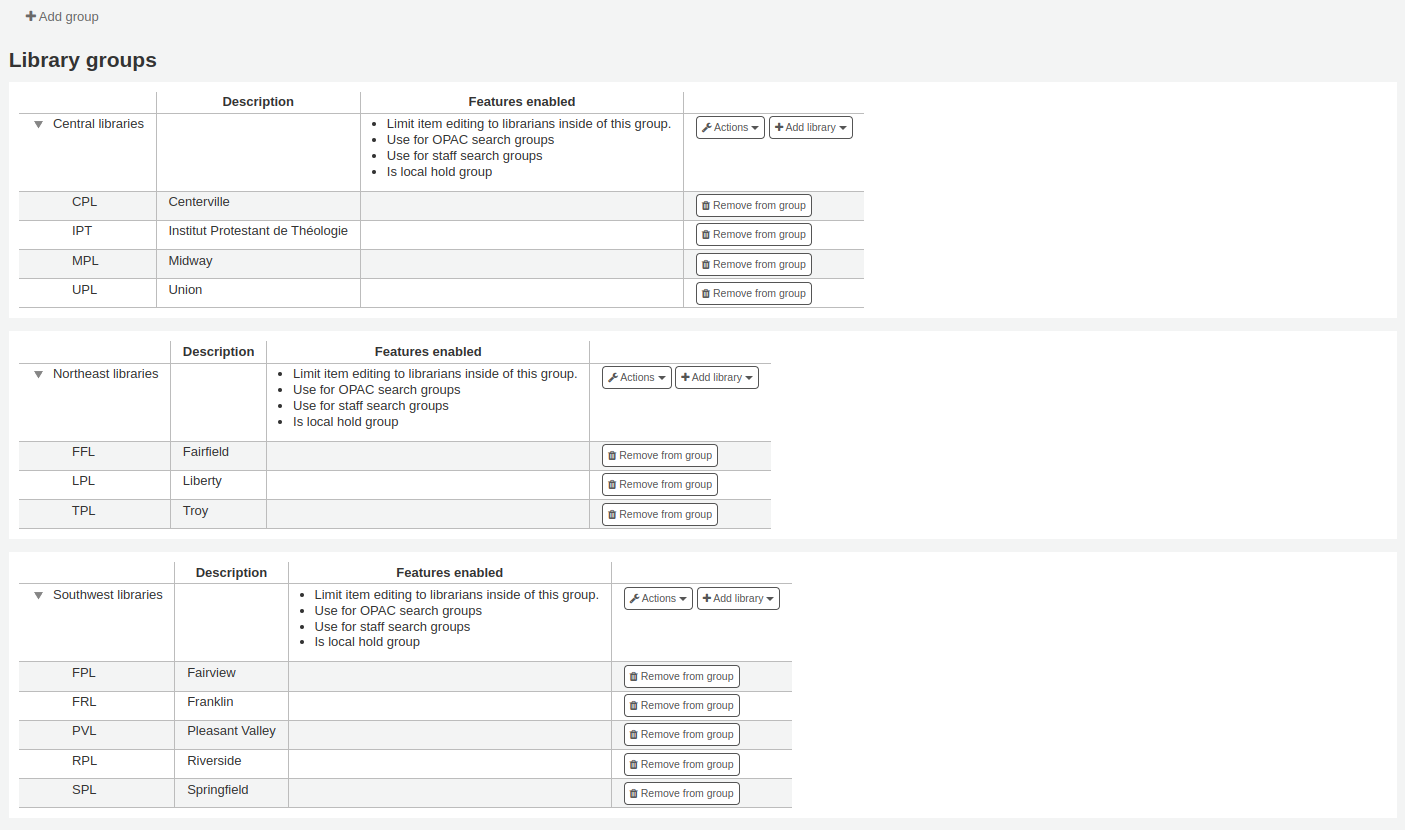 Add group
Library groups
Description Features enabled
Central libraries
Limit item editing to librarians inside of this group.
Use for OPAC search groups
Use for staff search groups
Is local hold group
Actions Add library
CPL Centerville Remove from group
IPT Institut Protestant de Théologie Remove from group
MPL Midway Remove from group
UPL Union Remove from group
Description Features enabled
Northeast libraries
Limit item editing to librarians inside of this group.
Use for OPAC search groups
Use for staff search groups
Is local hold group
Actions Add library
FFL Fairfield Remove from group
LPL Liberty Remove from group
TPL Troy Remove from group
Description Features enabled
Southwest libraries
Limit item editing to librarians inside of this group.
Use for OPAC search groups
Use for staff search groups
Is local hold group
Actions Add library
FPL Fairview Remove from group
FRL Franklin Remove from group
PVL Pleasant Valley Remove from group
RPL Riverside Remove from group
SPL Springfield Remove from group